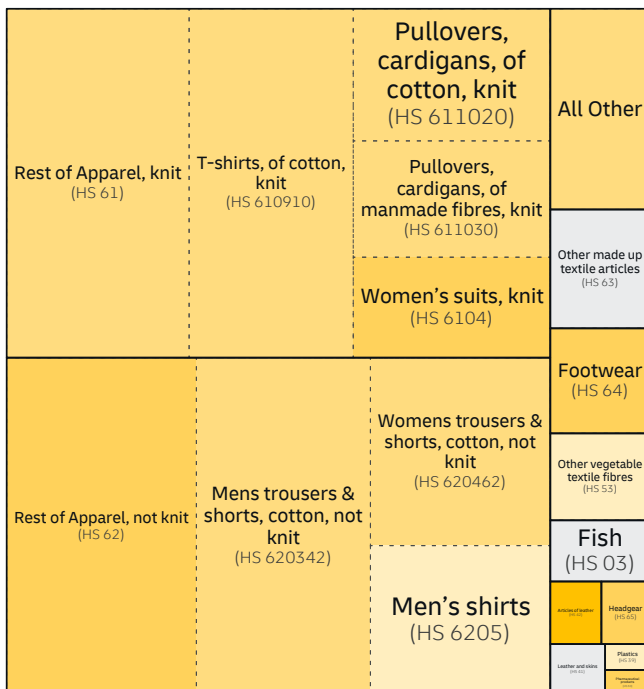 Rest of Apparel, knit
(HS 61)
T-shirts, of cotton,
knit
(HS 610910)
Pullovers,
cardigans, of
cotton, knit
(HS 611020)
Pullovers,
cardigans, of
manmade fibres, knit
(HS 611030)
Women's suits, knit
(HS 6104)
Rest of Apparel, not knit
(HS 62)
Mens trousers &
shorts, cotton, not
knit
(HS 620342)
Womens trousers &
shorts, cotton, not
knit
(HS 620462)
Men's shirts
(HS 6205)
All Other
Other made up
textile articles
(HS 63)
Footwear
(HS 64)
Other vegetable
textile fibres
(HS 53)
Fish
(HS 03)
Articles of leather
Headgear
(HS 65)
Leather and skins
Plastics
(HS 39)
Pharmaceutical
products